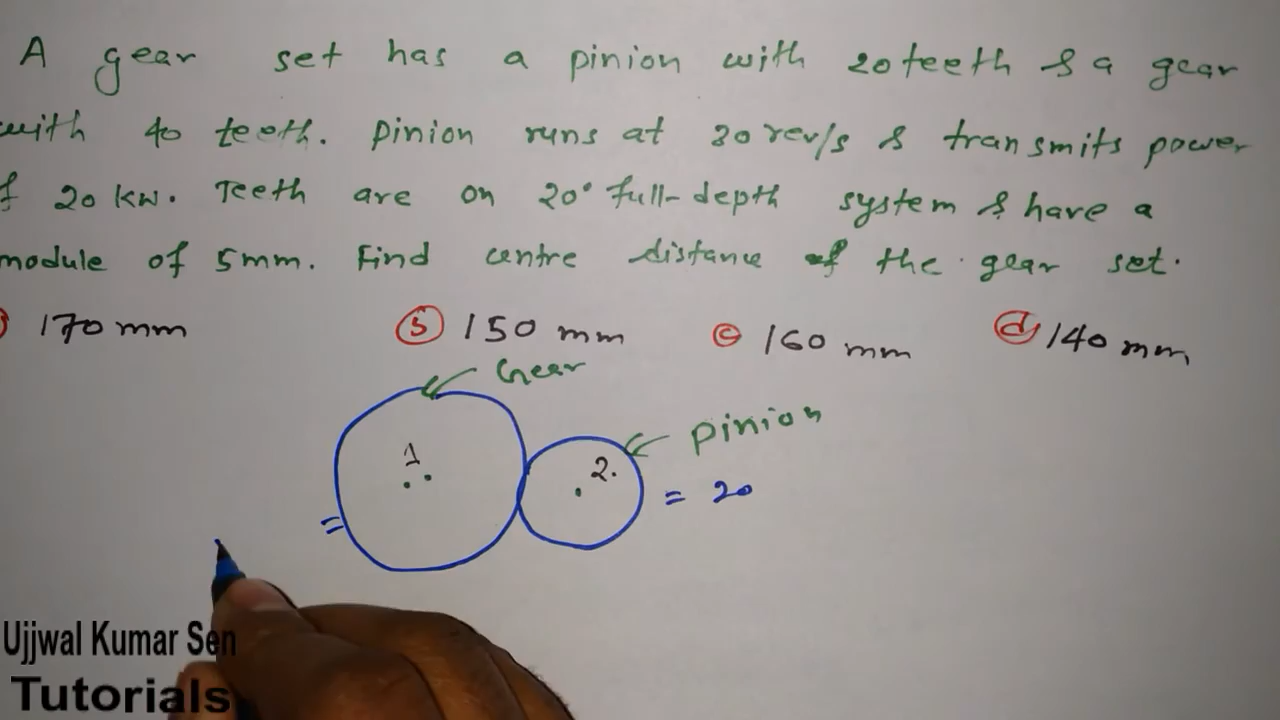 A gear set has a pinion with 20 teeth & a gear
with 40 teeth. Pinion runs at 30 rev/s & transmits power
f 20 kw. Teeth are on 20° full-depth system & have a
module of 5mm. Find centre distance of the gear set.
170 mm (b) 150 mm (c) 160 mm (d) 140 mm
Gear
Pinion
1
2.
= 20
=
Ujjwal Kumar Sen
Tutorials